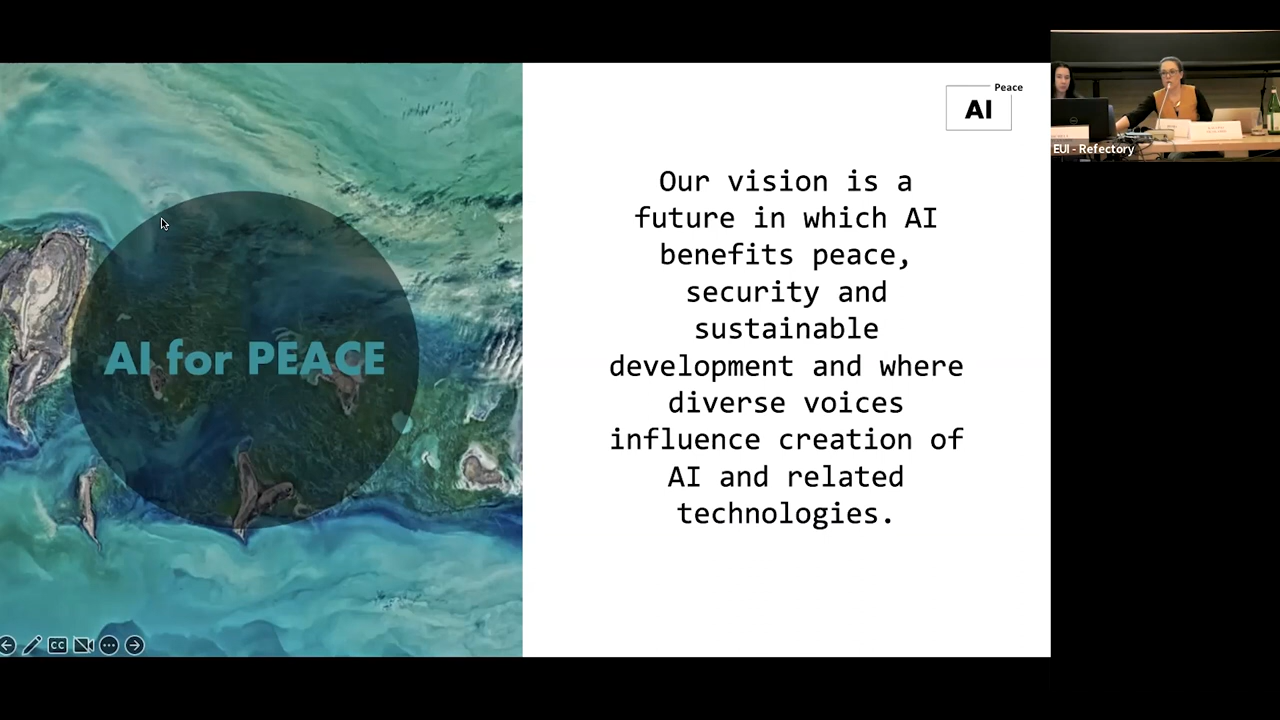 AI for PEACE
Peace
AI
Our vision is a
future in which AI
benefits peace,
security and
sustainable
development and where
diverse voices
influence creation of
AI and related
technologies.
CC
EUI - Refectory